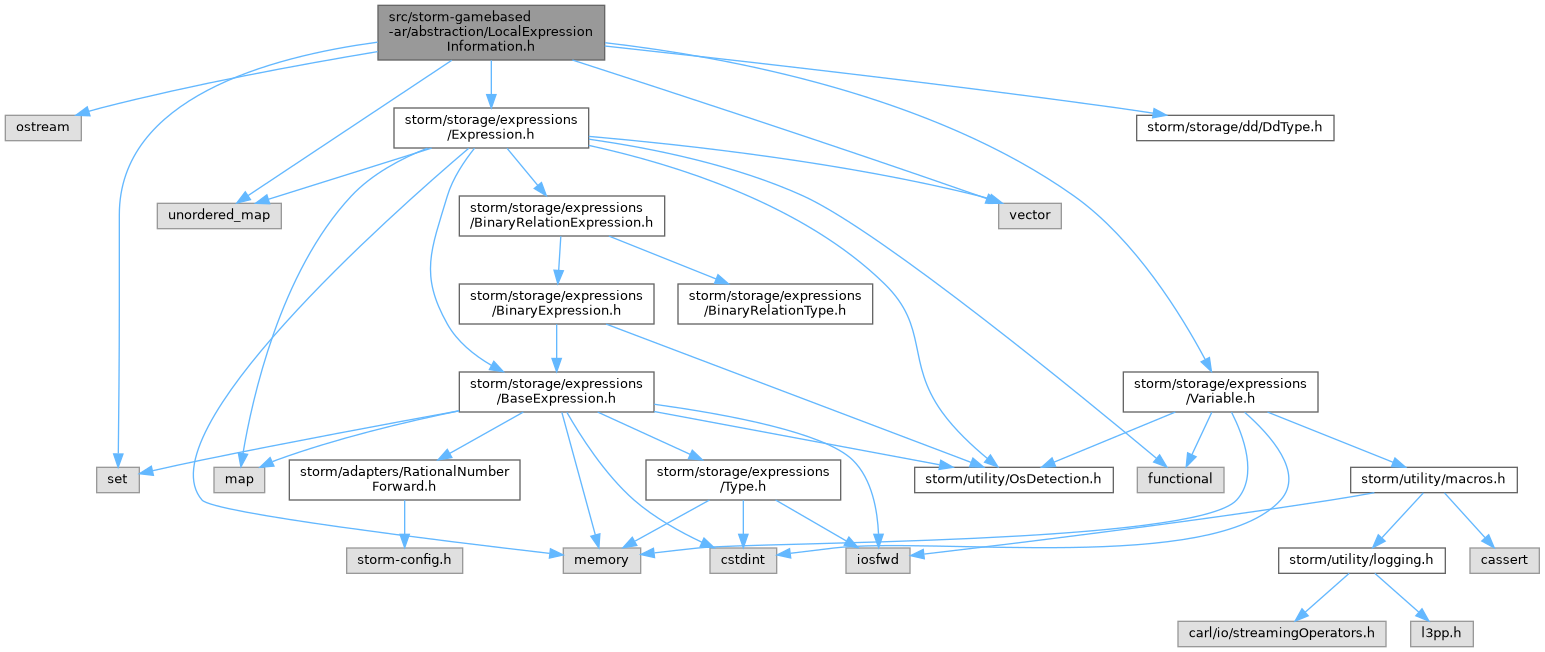 src/storm-gamebased
-ar/abstraction/LocalExpression
Information.h
ostream
storm/storage/expressions
/Expression.h
storm/storage/dd/DdType.h
unordered_map
storm/storage/expressions
/BinaryRelationExpression.h
vector
storm/storage/expressions
/BinaryExpression.h
storm/storage/expressions
/BinaryRelationType.h
storm/storage/expressions
/BaseExpression.h
storm/storage/expressions
/Variable.h
set
map
storm/adapters/RationalNumber
Forward.h
storm/storage/expressions
/Type.h
storm/utility/OsDetection.h
functional
storm/utility/macros.h
storm-config.h
memory
cstdint
iosfwd
storm/utility/logging.h
cassert
carl/io/streamingOperators.h
l3pp.h